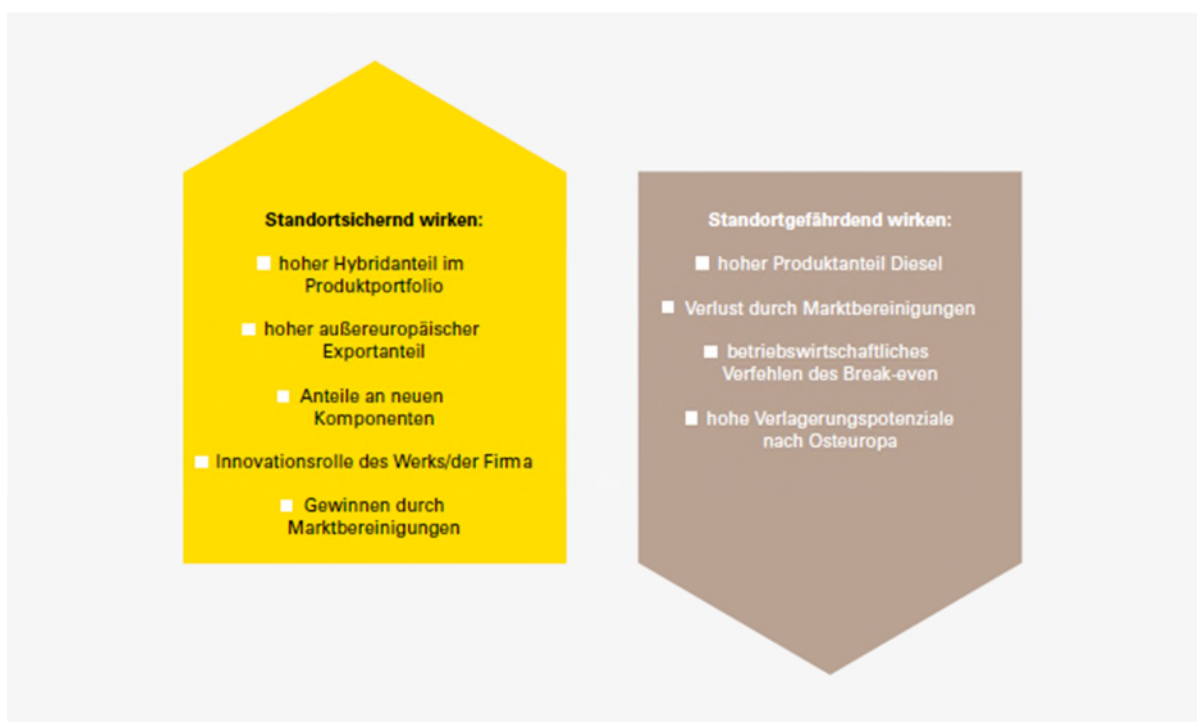 Standortsichernd wirken:
hoher Hybridanteil im
Produktportfolio
hoher außereuropäischer
Exportanteil
Anteile an neuen
Komponenten
Innovationsrolle des Werks/der Firma
Gewinnen durch
Marktbereinigungen
Standortgefährdend wirken:
hoher Produktanteil Diesel
Verlust durch Marktbereinigungen
betriebswirtschaftliches
Verfehlen des Break-even
hohe Verlagerungspotenziale
nach Osteuropa